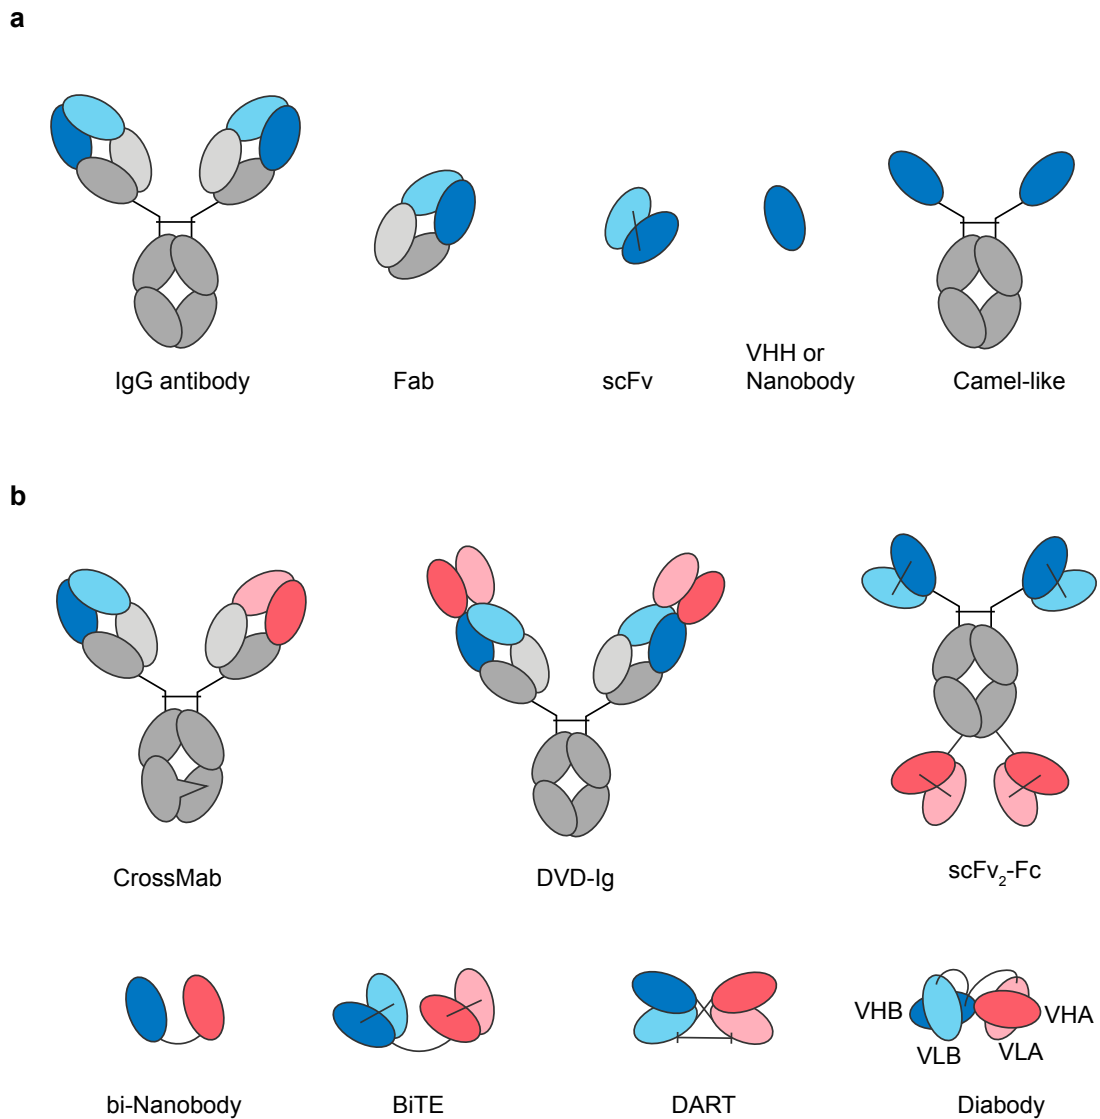 a
IgG antibody
Fab
scFv
VHH or
Nanobody
Camel-like
b
CrossMab
DVD-Ig
scFv₂-Fc
bi-Nanobody
BiTE
DART
VHB
VLB
VLA
VHA
Diabody